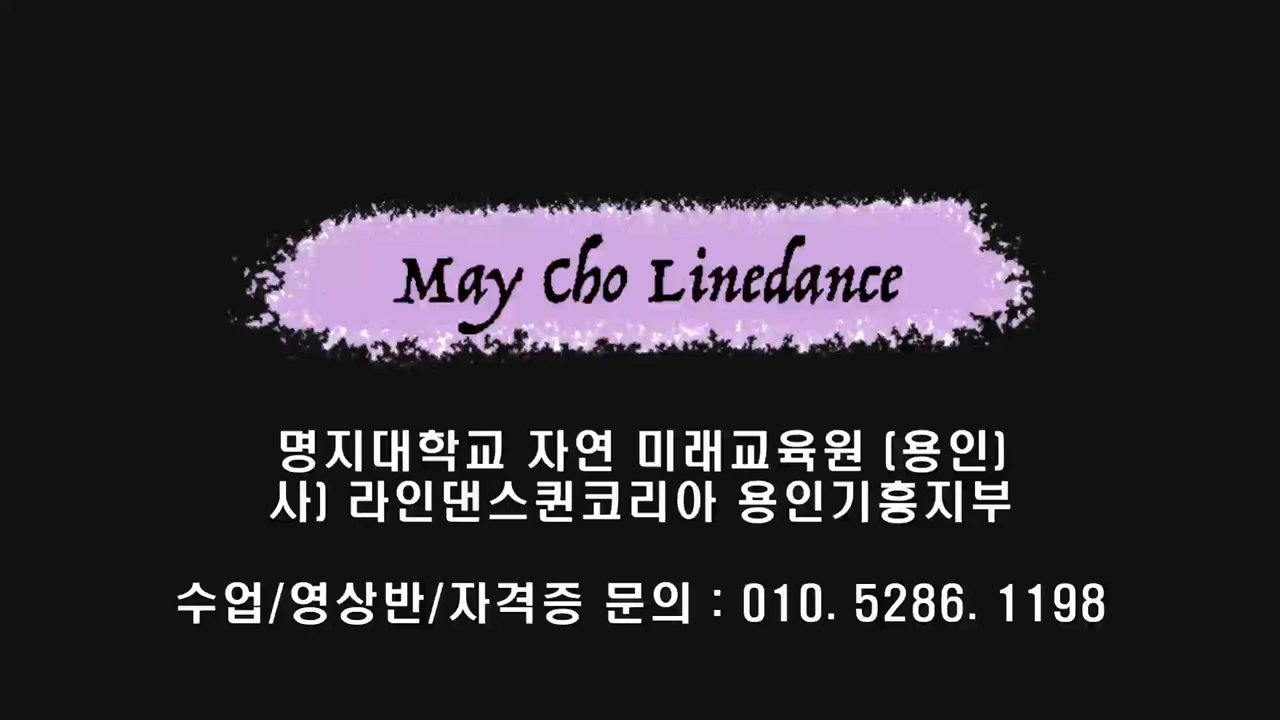 May Cho Linedance
명지대학교 자연 미래교육원 (용인)
사) 라인댄스퀸코리아 용인기흥지부
수업/영상반/자격증 문의 : 010. 5286. 1198